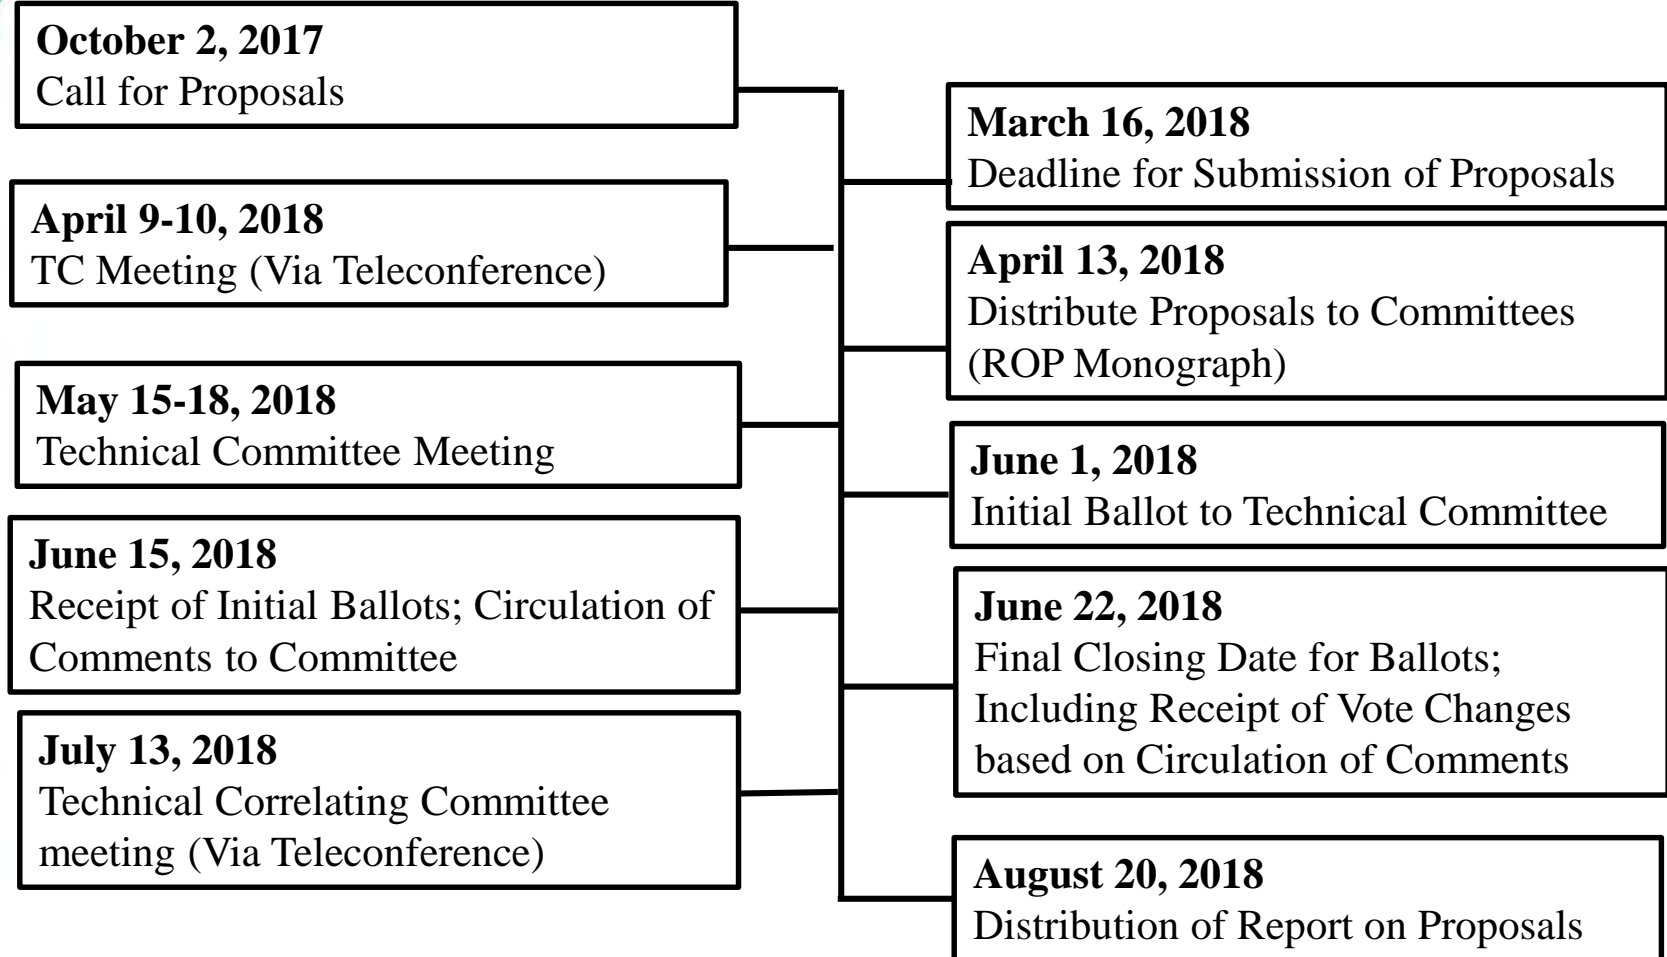 October 2, 2017
Call for Proposals
March 16, 2018
Deadline for Submission of Proposals
April 9-10, 2018
TC Meeting (Via Teleconference)
April 13, 2018
Distribute Proposals to Committees
(ROP Monograph)
May 15-18, 2018
Technical Committee Meeting
June 1, 2018
Initial Ballot to Technical Committee
June 15, 2018
Receipt of Initial Ballots; Circulation of
Comments to Committee
June 22, 2018
Final Closing Date for Ballots;
Including Receipt of Vote Changes
based on Circulation of Comments
July 13, 2018
Technical Correlating Committee
meeting (Via Teleconference)
August 20, 2018
Distribution of Report on Proposals